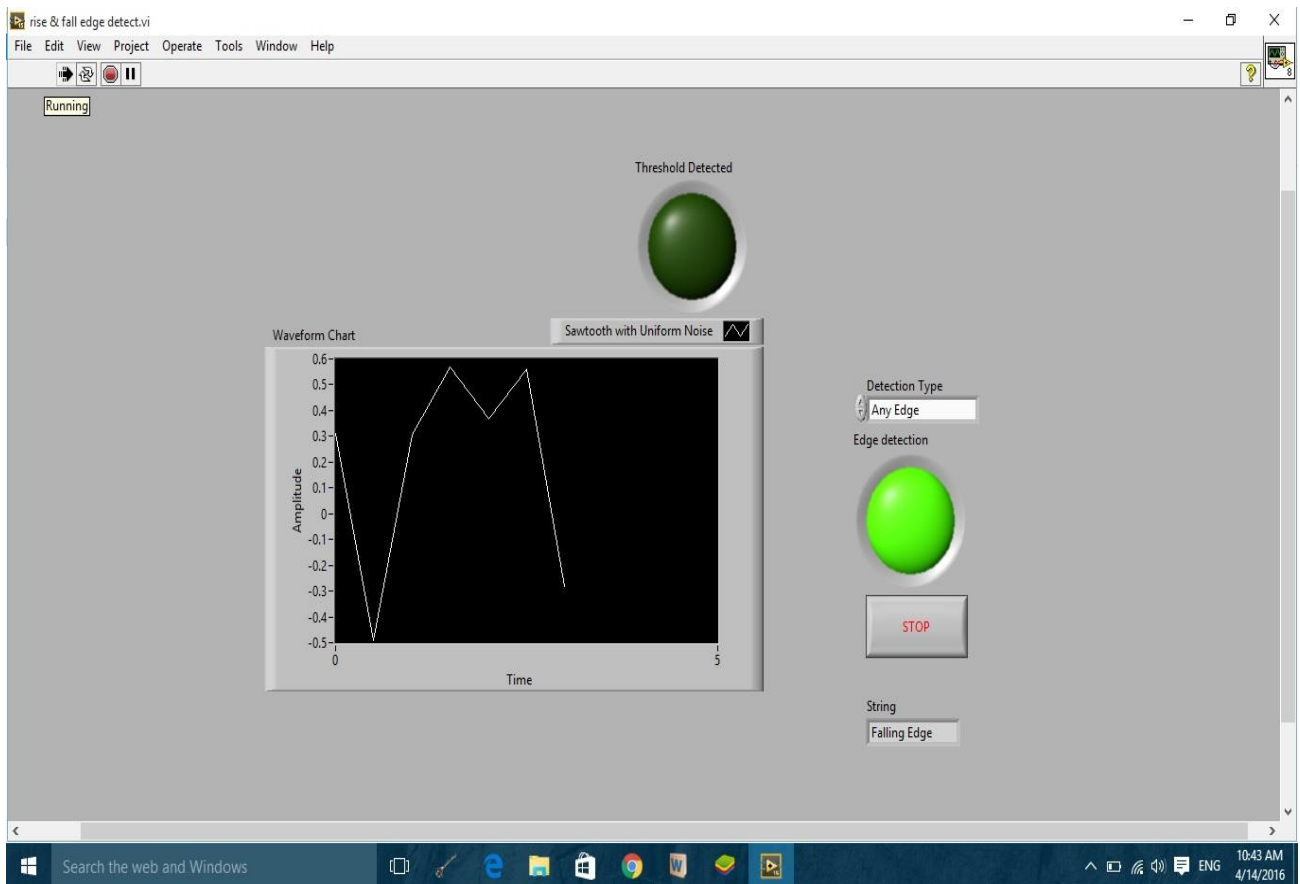 rise & fall edge detect.vi
File Edit View Project Operate Tools Window Help
Running
Threshold Detected
Waveform Chart
Sawtooth with Uniform Noise
0.6
0.5
0.4
0.3
0.2
0.1
0
-0.1
-0.2
-0.3
-0.4
-0.5
Amplitude
0 5
Time
Detection Type
Any Edge
Edge detection
STOP
String
Falling Edge
Search the web and Windows
ENG
10:43 AM
4/14/2016